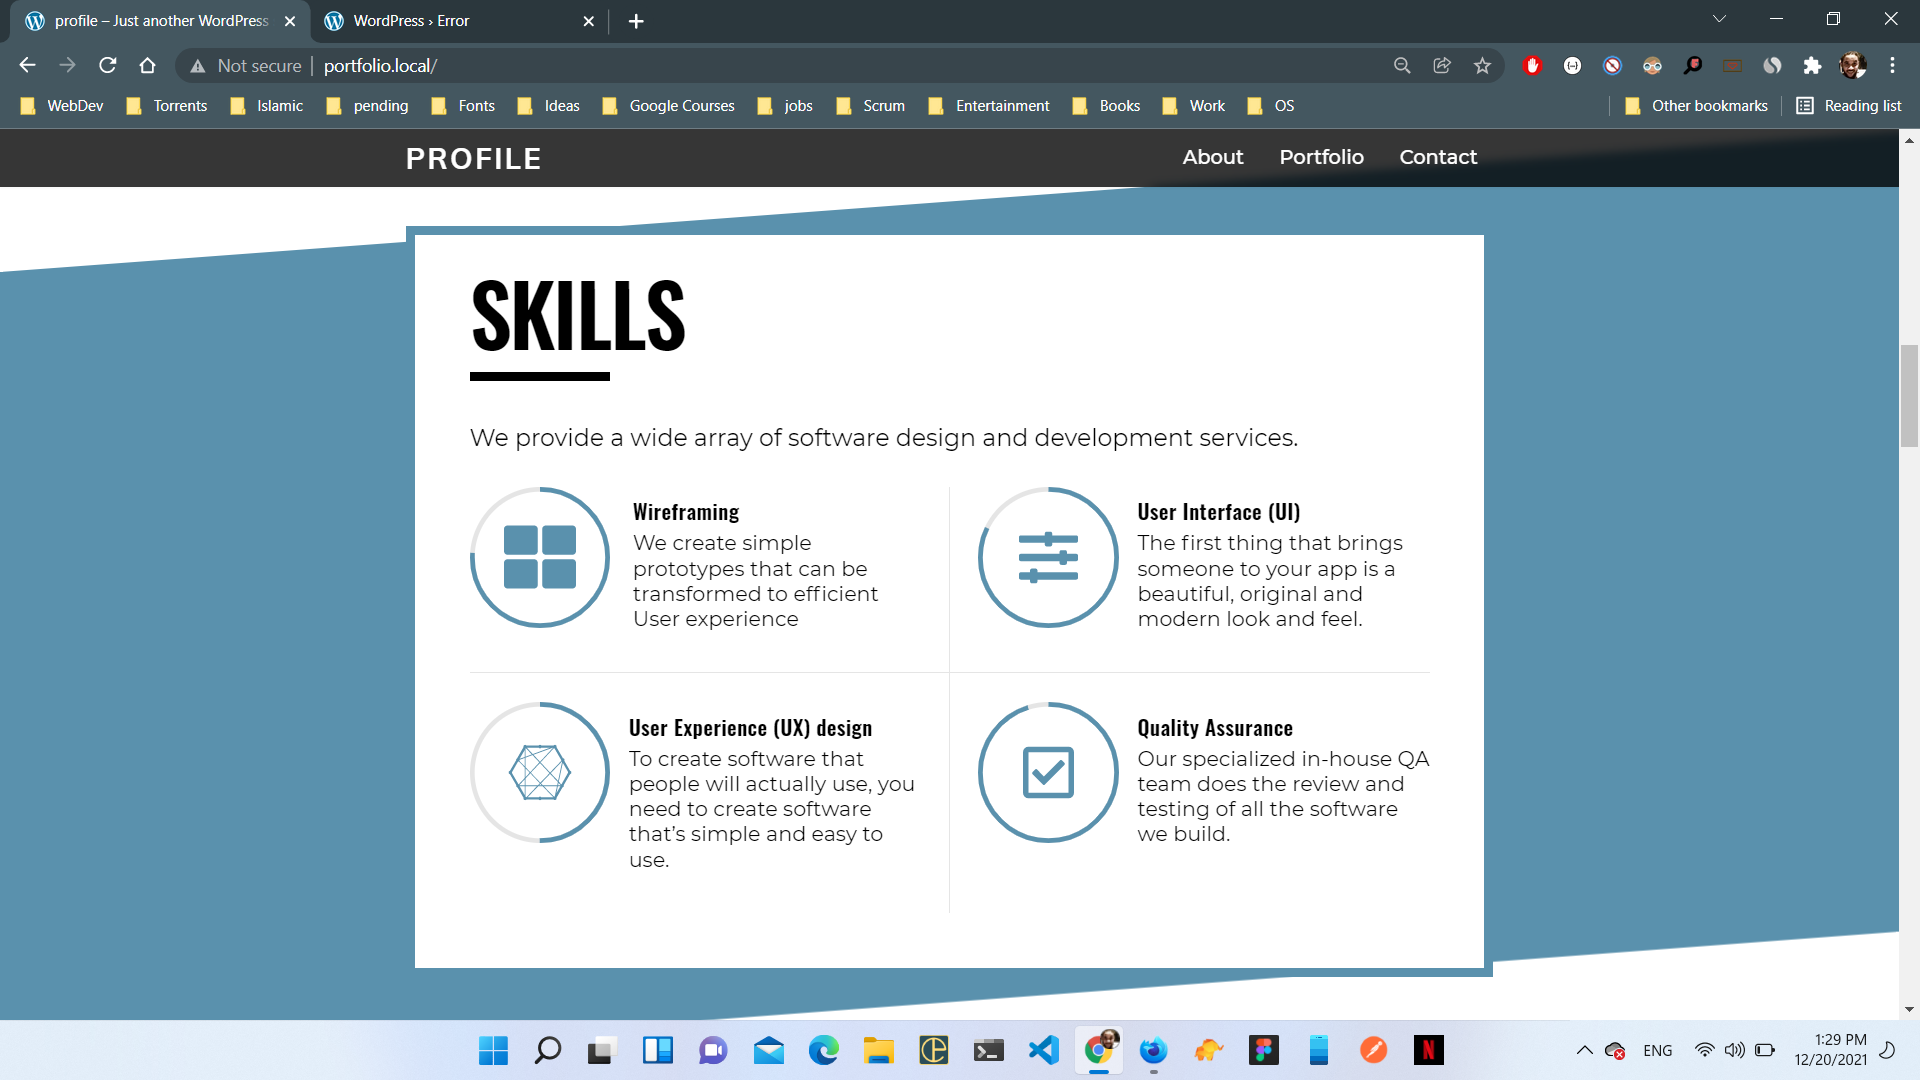 profile – Just another WordPress
WordPress › Error
Not secure
portfolio.local/
WebDev
Torrents
Islamic
pending
Fonts
Ideas
Google Courses
jobs
Scrum
Entertainment
Books
Work
OS
Other bookmarks
Reading list
PROFILE
About
Portfolio
Contact
SKILLS
We provide a wide array of software design and development services.
Wireframing
We create simple
prototypes that can be
transformed to efficient
User experience
User Interface (UI)
The first thing that brings
someone to your app is a
beautiful, original and
modern look and feel.
User Experience (UX) design
To create software that
people will actually use, you
need to create software
that’s simple and easy to
use.
Quality Assurance
Our specialized in-house QA
team does the review and
testing of all the software
we build.
ENG
1:29 PM
12/20/2021